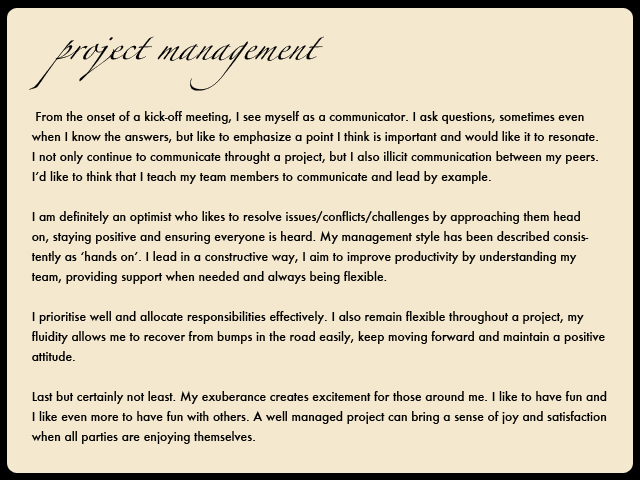 project management
From the onset of a kick-off meeting, I see myself as a communicator. I ask questions, sometimes even
when I know the answers, but like to emphasize a point I think is important and would like it to resonate.
I not only continue to communicate throught a project, but I also illicit communication between my peers.
I'd like to think that I teach my team members to communicate and lead by example.
I am definitely an optimist who likes to resolve issues/conflicts/challenges by approaching them head
on, staying positive and ensuring everyone is heard. My management style has been described consis-
tently as 'hands on'. I lead in a constructive way, I aim to improve productivity by understanding my
team, providing support when needed and always being flexible.
I prioritise well and allocate responsibilities effectively. I also remain flexible throughout a project, my
fluidity allows me to recover from bumps in the road easily, keep moving forward and maintain a positive
attitude.
Last but certainly not least. My exuberance creates excitement for those around me. I like to have fun and
I like even more to have fun with others. A well managed project can bring a sense of joy and satisfaction
when all parties are enjoying themselves.